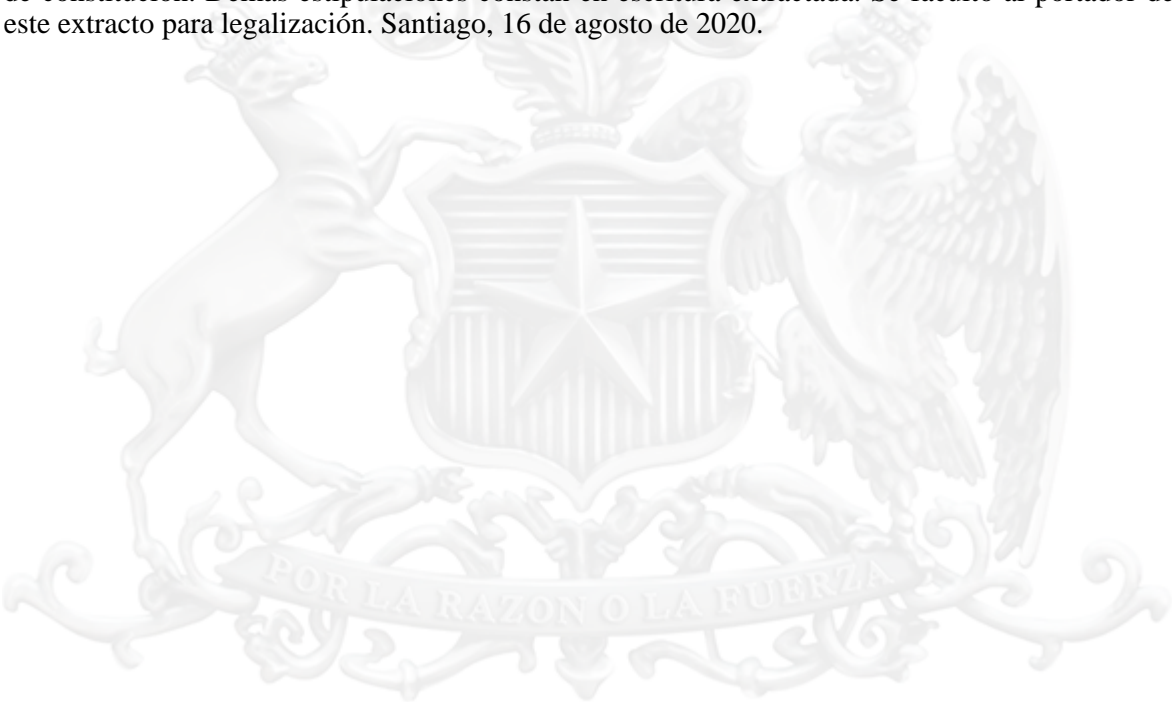 de constitución. Demás estipulaciones constan en escritura extractada. Se facultó al portador de
este extracto para legalización. Santiago, 16 de agosto de 2020.
POR LA RAZON O LA FUERZA